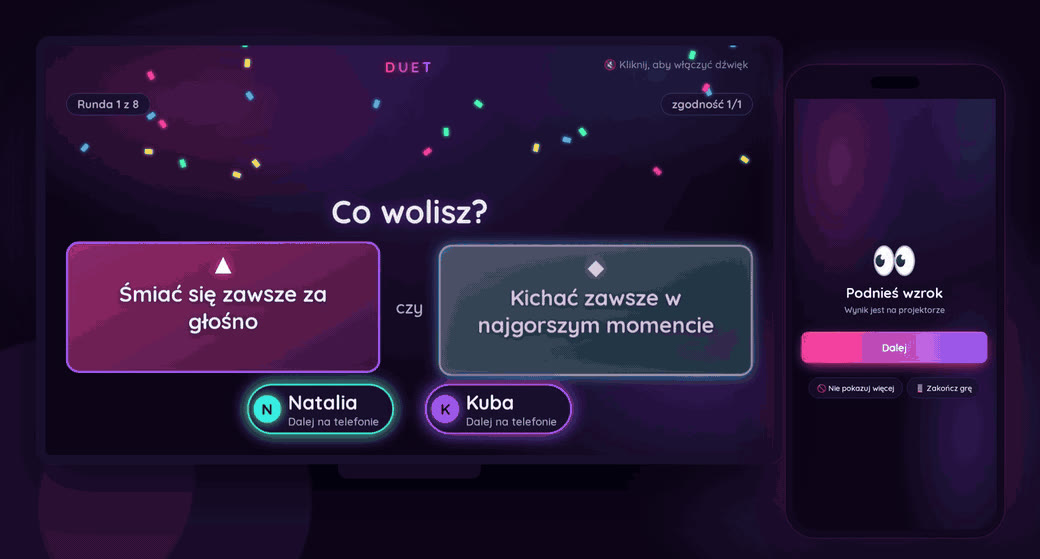 DUET
Kliknij, aby włączyć dźwięk
Runda 1 z 8
zgodność 1/1
Co wolisz?
Śmiać się zawsze za
głośno
czy
Kichać zawsze w
najgorszym momencie
N
Natalia
Dalej na telefonie
K
Kuba
Dalej na telefonie
Podnieś wzrok
Wynik jest na projektorze
Dalej
Nie pokazuj więcej
Zakończ grę